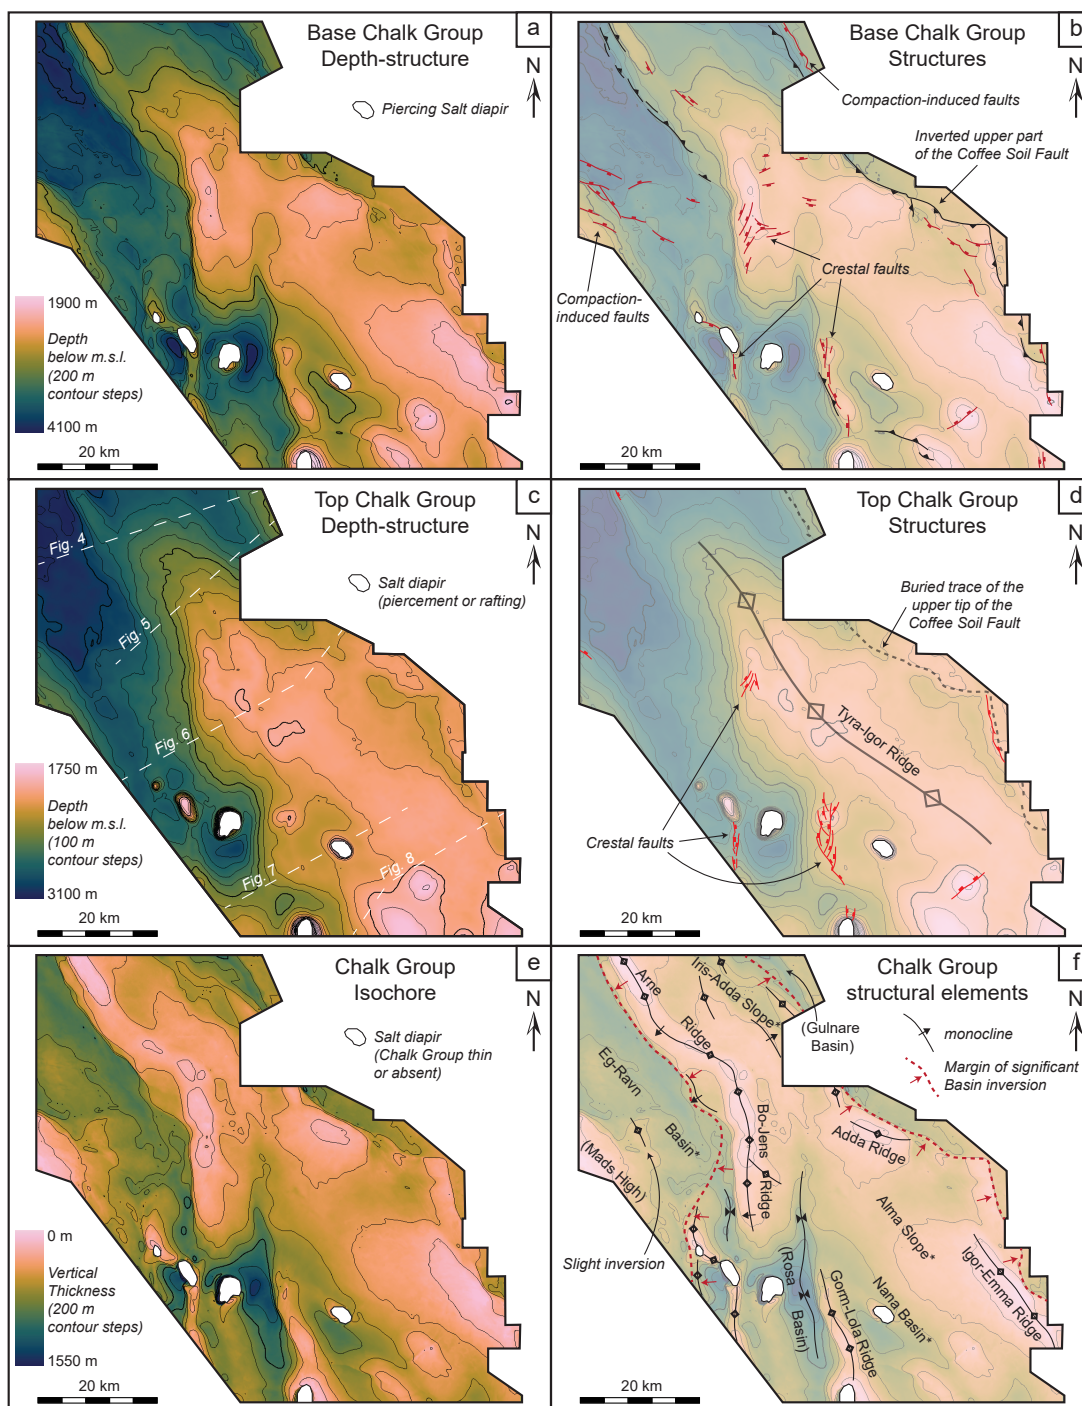 a
Base Chalk Group
Depth-structure
N
Piercing Salt diapir
1900 m
Depth
below m.s.l.
(200 m
contour steps)
4100 m
20 km
b
Base Chalk Group
Structures
N
Compaction-induced faults
Inverted upper part
of the Coffee Soil Fault
Crestal faults
Compaction-
induced faults
20 km
c
Top Chalk Group
Depth-structure
N
Salt diapir
(piercement or rafting)
Fig. 4
Fig. 5
Fig. 6
Fig. 7
Fig. 8
1750 m
Depth
below m.s.l.
(100 m
contour steps)
3100 m
20 km
d
Top Chalk Group
Structures
N
Buried trace of the
upper tip of the
Coffee Soil Fault
Tyra-Igor Ridge
Crestal faults
20 km
e
Chalk Group
Isochore
N
Salt diapir
(Chalk Group thin
or absent)
0 m
Vertical
Thickness
(200 m
contour steps)
1550 m
20 km
f
Chalk Group
structural elements
N
monocline
Margin of significant
Basin inversion
Arne
Ridge
Iris-Adda Slope*
(Gulnare
Basin)
Eg-Ravn
Basin*
(Mads High)
Bo-Jens
Ridge
Adda Ridge
Slight inversion
Alma Slope*
(Rosa
Basin)
Gorm-Lola Ridge
Nana Basin*
Igor-Emma Ridge
20 km